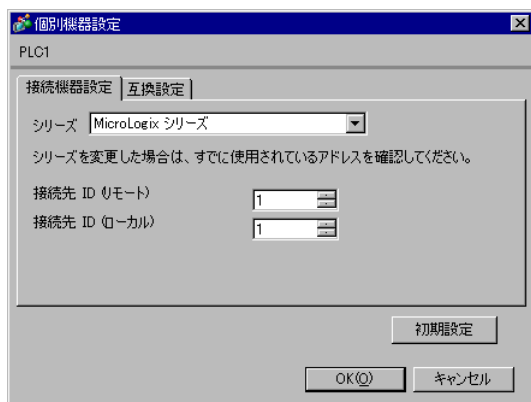 個別機器設定
PLC1
接続機器設定 互換設定
シリーズ MicroLogix シリーズ
シリーズを変更した場合は、すでに使用されているアドレスを確認してください。
接続先 ID (リモート) 1
接続先 ID (ローカル) 1
初期設定
OK(O) キャンセル